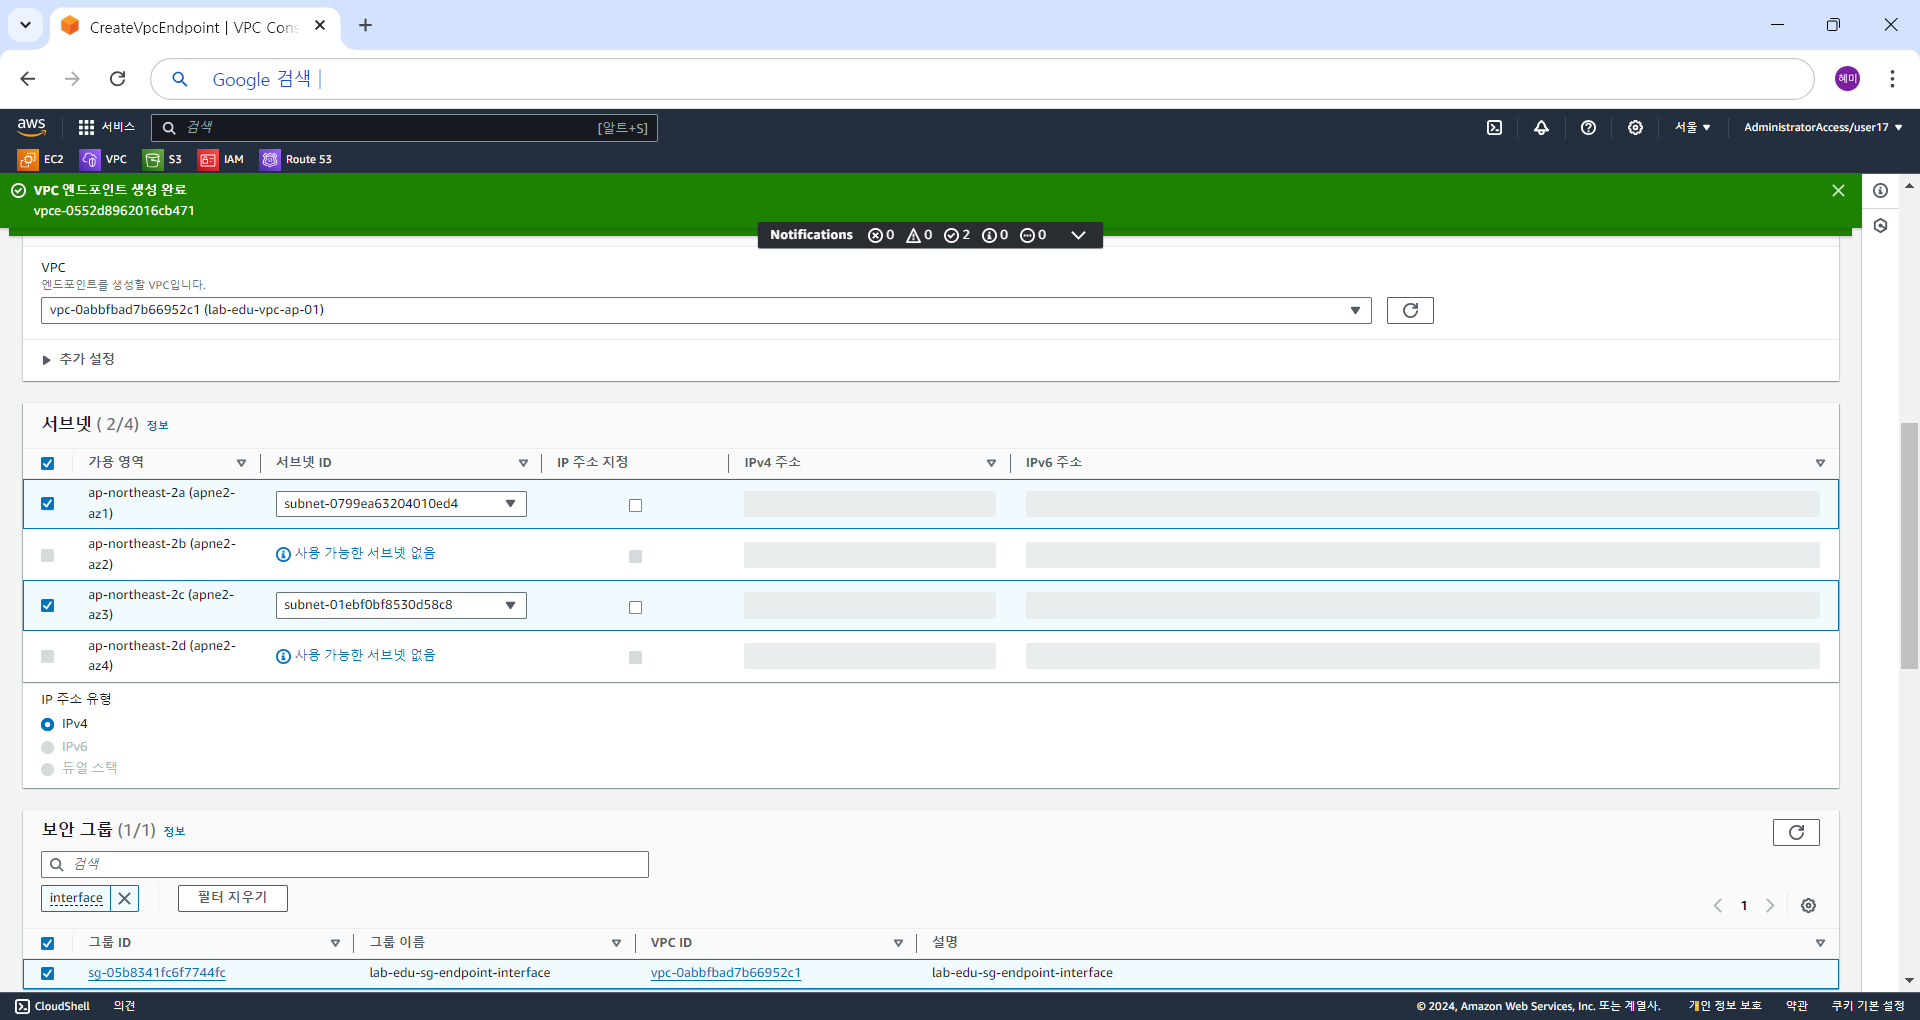 CreateVpcEndpoint | VPC Cons
Google 검색
혜미
aws
서비스
검색
[알트+S]
서울
AdministratorAccess/user17
EC2
VPC
S3
IAM
Route 53
VPC 엔드포인트 생성 완료
vpce-0552d8962016cb471
Notifications 0 0 2 0 0
VPC
엔드포인트를 생성할 VPC입니다.
vpc-0abbfbad7b66952c1 (lab-edu-vpc-ap-01)
추가 설정
서브넷 ( 2/4) 정보
가용 영역 서브넷 ID IP 주소 지정 IPv4 주소 IPv6 주소
ap-northeast-2a (apne2-
az1)
subnet-0799ea63204010ed4
ap-northeast-2b (apne2-
az2)
사용 가능한 서브넷 없음
ap-northeast-2c (apne2-
az3)
subnet-01ebf0bf8530d58c8
ap-northeast-2d (apne2-
az4)
사용 가능한 서브넷 없음
IP 주소 유형
IPv4
IPv6
듀얼 스택
보안 그룹 (1/1) 정보
검색
interface
필터 지우기
1
그룹 ID 그룹 이름 VPC ID 설명
sg-05b8341fc6f7744fc lab-edu-sg-endpoint-interface vpc-0abbfbad7b66952c1 lab-edu-sg-endpoint-interface
CloudShell 의견 © 2024, Amazon Web Services, Inc. 또는 계열사. 개인 정보 보호 약관 쿠키 기본 설정